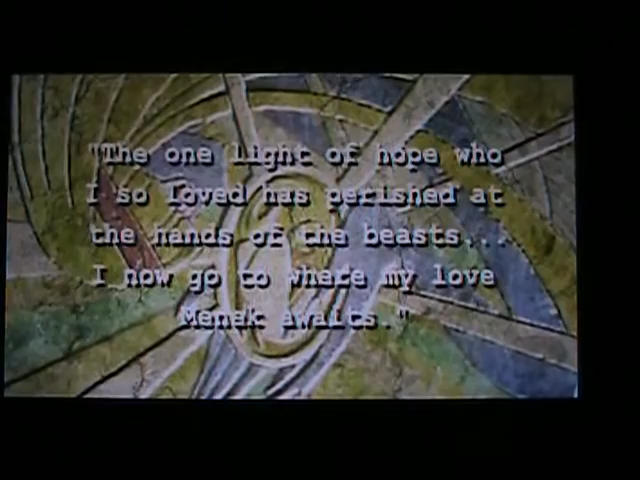 "The one light of hope who
I so loved has perished at
the hands of the beasts...
I now go to where my love
Menek awaits."